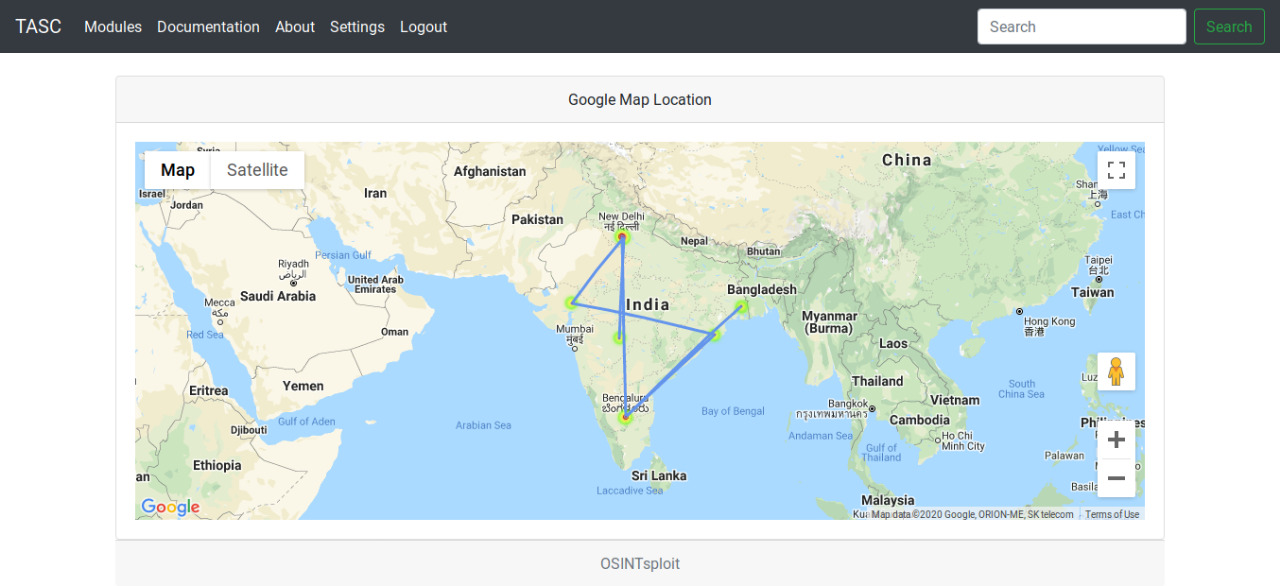 TASC Modules Documentation About Settings Logout Search Search
Google Map Location
Map Satellite
Syria
Israel
Jordan
Iran
Afghanistan
Pakistan
China
Yellow Sea
上海
East Ch
New Delhi
नई दिल्ली
Nepal
Bhutan
Persian Gulf
Riyadh
الرياض
Saudi Arabia
United Arab
Emirates
Mecca
مكة
Red Sea
Oman
India
Bangladesh
Mumbai
मुंबई
Myanmar
(Burma)
Taipei
台北
Taiwan
Hong Kong
香港
Laos
Eritrea
Yemen
Gulf of Aden
Djibouti
Ethiopia
Arabian Sea
Bengaluru
Bay of Bengal
Thailand
Bangkok
กรุงเทพมหานคร
Vietnam
Cambodia
South
China Sea
Andaman Sea
Gulf of
Thailand
Ho Chi
Minh City
Luz
Palawan
Basila
Sri Lanka
Laccadive Sea
Malaysia
an
Google
Kua
Map data ©2020 Google, ORION-ME, SK telecom Terms of Use
OSINTsploit